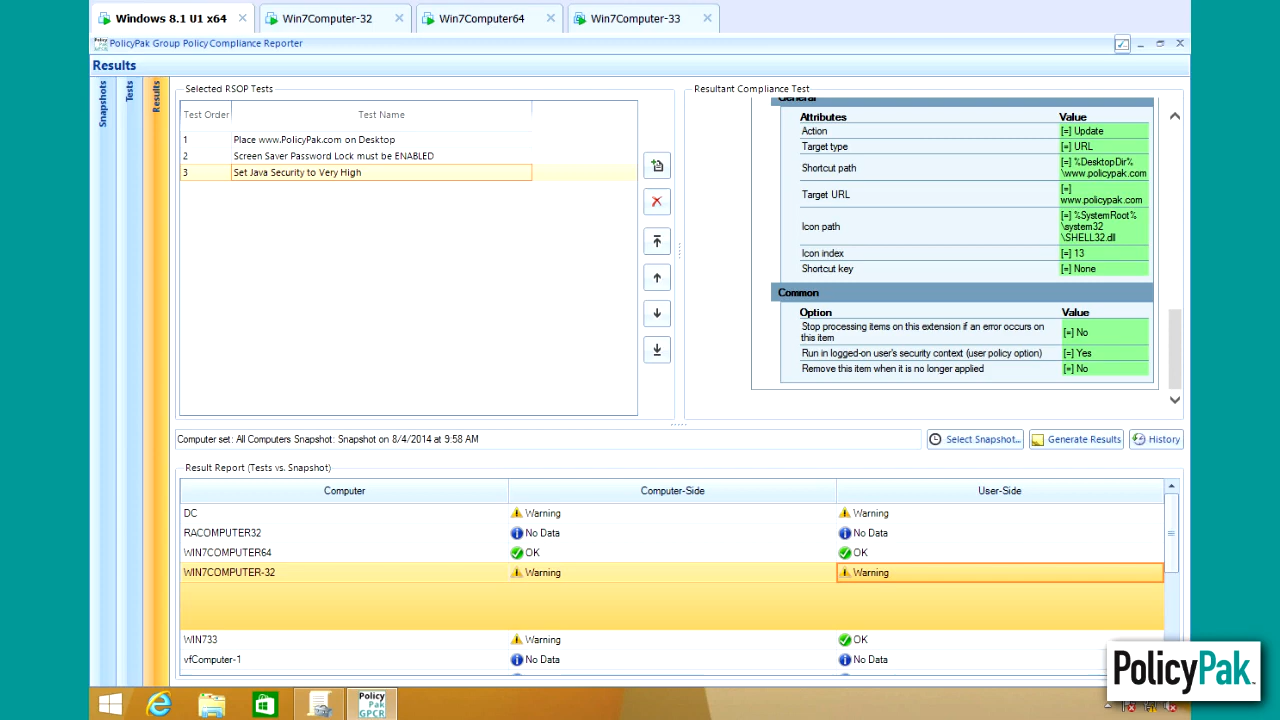 Windows 8.1 U1 x64
Win7Computer-32
Win7Computer64
Win7Computer-33
PolicyPak Group Policy Compliance Reporter
Results
Snapshots
Tests
Results
Selected RSOP Tests
Test Order Test Name
1 Place www.PolicyPak.com on Desktop
2 Screen Saver Password Lock must be ENABLED
3 Set Java Security to Very High
Resultant Compliance Test
General
Attributes Value
Action [=] Update
Target type [=] URL
Shortcut path [=] %DesktopDir%
\www.policypak.com
Target URL [=]
www.policypak.com
Icon path [=] %SystemRoot%
\system32
\SHELL32.dll
Icon index [=] 13
Shortcut key [=] None
Common
Option Value
Stop processing items on this extension if an error occurs on
this item [=] No
Run in logged-on user's security context (user policy option) [=] Yes
Remove this item when it is no longer applied [=] No
Computer set: All Computers Snapshot: Snapshot on 8/4/2014 at 9:58 AM
Select Snapshot...
Generate Results
History
Result Report (Tests vs. Snapshot)
Computer Computer-Side User-Side
DC Warning Warning
RACOMPUTER32 No Data No Data
WIN7COMPUTER64 OK OK
WIN7COMPUTER-32 Warning Warning
WIN733 Warning OK
vfComputer-1 No Data No Data
Policy
Pak
GPCR
PolicyPak